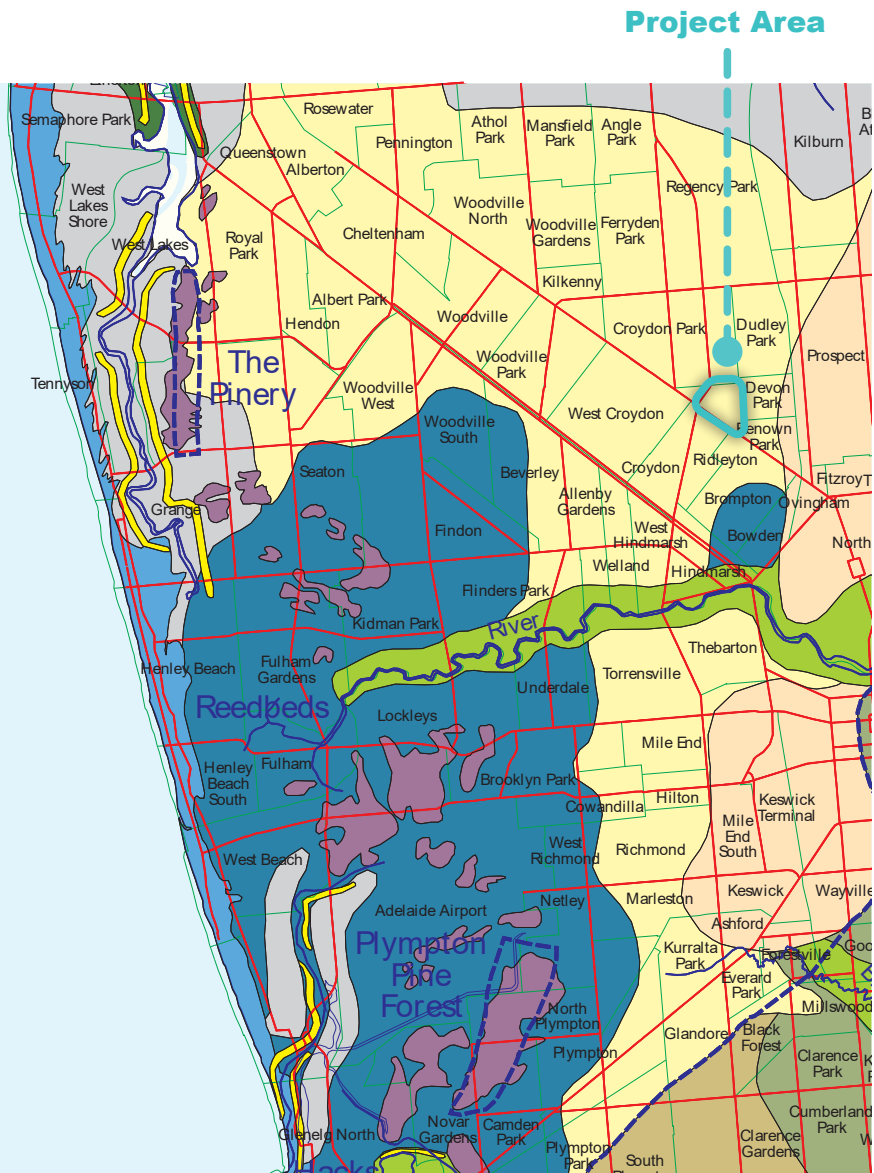 Project Area
Semaphore Park
Rosewater
Athol
Park
Mansfield
Park
Angle
Park
Kilburn
Queenstown
Alberton
Pennington
Regency Park
West
Lakes
Shore
Woodville
North
Woodville
Gardens
Ferryden
Park
West Lakes
Royal
Park
Cheltenham
Kilkenny
Albert Park
Hendon
Woodville
Croydon Park
Dudley
Park
Prospect
Woodville
Park
The
Pinery
Tennyson
Woodville
West
West Croydon
Devon
Park
Renown
Park
Woodville
South
Ridleyton
Seaton
Beverley
Croydon
Fitzroy
Allenby
Gardens
Brompton
Ovingham
Grange
Findon
West
Hindmarsh
Bowden
North
Welland
Hindmarsh
Flinders Park
Kidman Park
River
Thebarton
Henley Beach
Fulham
Gardens
Torrensville
Underdale
Reedbeds
Lockleys
Mile End
Fulham
Henley
Beach
South
Brooklyn Park
Hilton
Cowandilla
Keswick
Terminal
Mile
End
South
West
Richmond
Richmond
West Beach
Keswick
Wayville
Netley
Marleston
Adelaide Airport
Ashford
Plympton
Pine
Forest
Kurralta
Park
Forestville
Everard
Park
Millswood
North
Plympton
Glandore
Black
Forest
Plympton
Clarence
Park
Cumberland
Park
Novar
Gardens
Camden
Park
Glenelg North
Clarence
Gardens
Plympton
Park
South